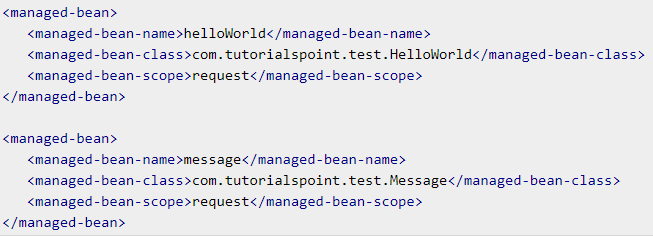 <managed-bean>
   <managed-bean-name>helloWorld</managed-bean-name>
   <managed-bean-class>com.tutorialspoint.test.HelloWorld</managed-bean-class>
   <managed-bean-scope>request</managed-bean-scope>
</managed-bean>

<managed-bean>
   <managed-bean-name>message</managed-bean-name>
   <managed-bean-class>com.tutorialspoint.test.Message</managed-bean-class>
   <managed-bean-scope>request</managed-bean-scope>
</managed-bean>